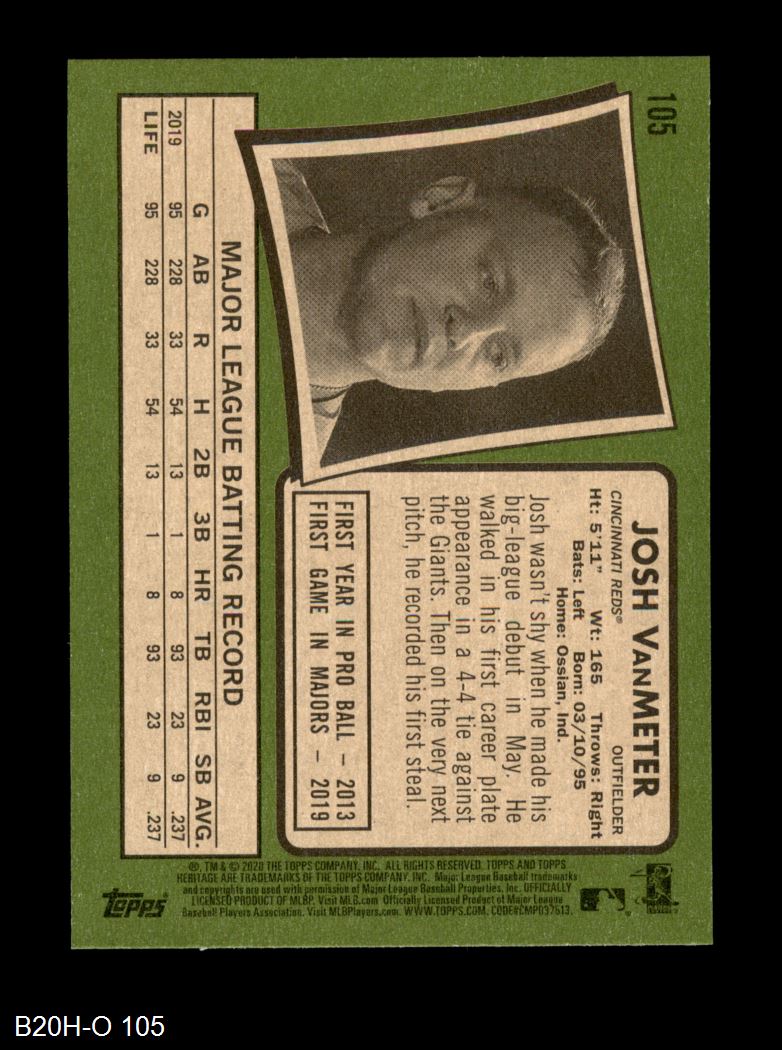 105
JOSH VANMETER
CINCINNATI REDS® OUTFIELDER
Ht: 5'11" Wt: 165 Throws: Right
Bats: Left Born: 03/10/95
Home: Ossian, Ind.
Josh wasn't shy when he made his
big-league debut in May. He
walked in his first career plate
appearance in a 4-4 tie against
the Giants. Then on the very next
pitch, he recorded his first steal.
FIRST YEAR IN PRO BALL – 2013
FIRST GAME IN MAJORS – 2019
MAJOR LEAGUE BATTING RECORD
G AB R H 2B 3B HR TB RBI SB AVG.
2019 95 228 33 54 13 1 8 93 23 9 .237
LIFE 95 228 33 54 13 1 8 93 23 9 .237
®, TM & © 2020 THE TOPPS COMPANY, INC. ALL RIGHTS RESERVED. TOPPS AND TOPPS
HERITAGE ARE TRADEMARKS OF THE TOPPS COMPANY, INC. Major League Baseball trademarks
and copyrights are used with permission of Major League Baseball Properties, Inc. OFFICIALLY
LICENSED PRODUCT OF MLBP. Visit MLB.com Officially Licensed Product of Major League
Baseball Players Association. Visit MLBPlayers.com. WWW.TOPPS.COM. CODE#CMP037613.
Topps
B20H-O 105